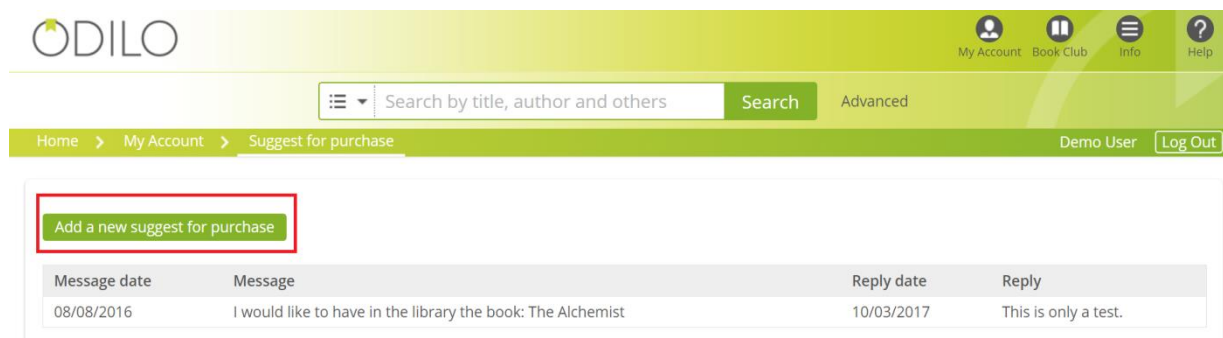 ODILO
My Account Book Club Info Help
Search by title, author and others Search Advanced
Home > My Account > Suggest for purchase Demo User Log Out
Add a new suggest for purchase
Message date Message Reply date Reply
08/08/2016 I would like to have in the library the book: The Alchemist 10/03/2017 This is only a test.